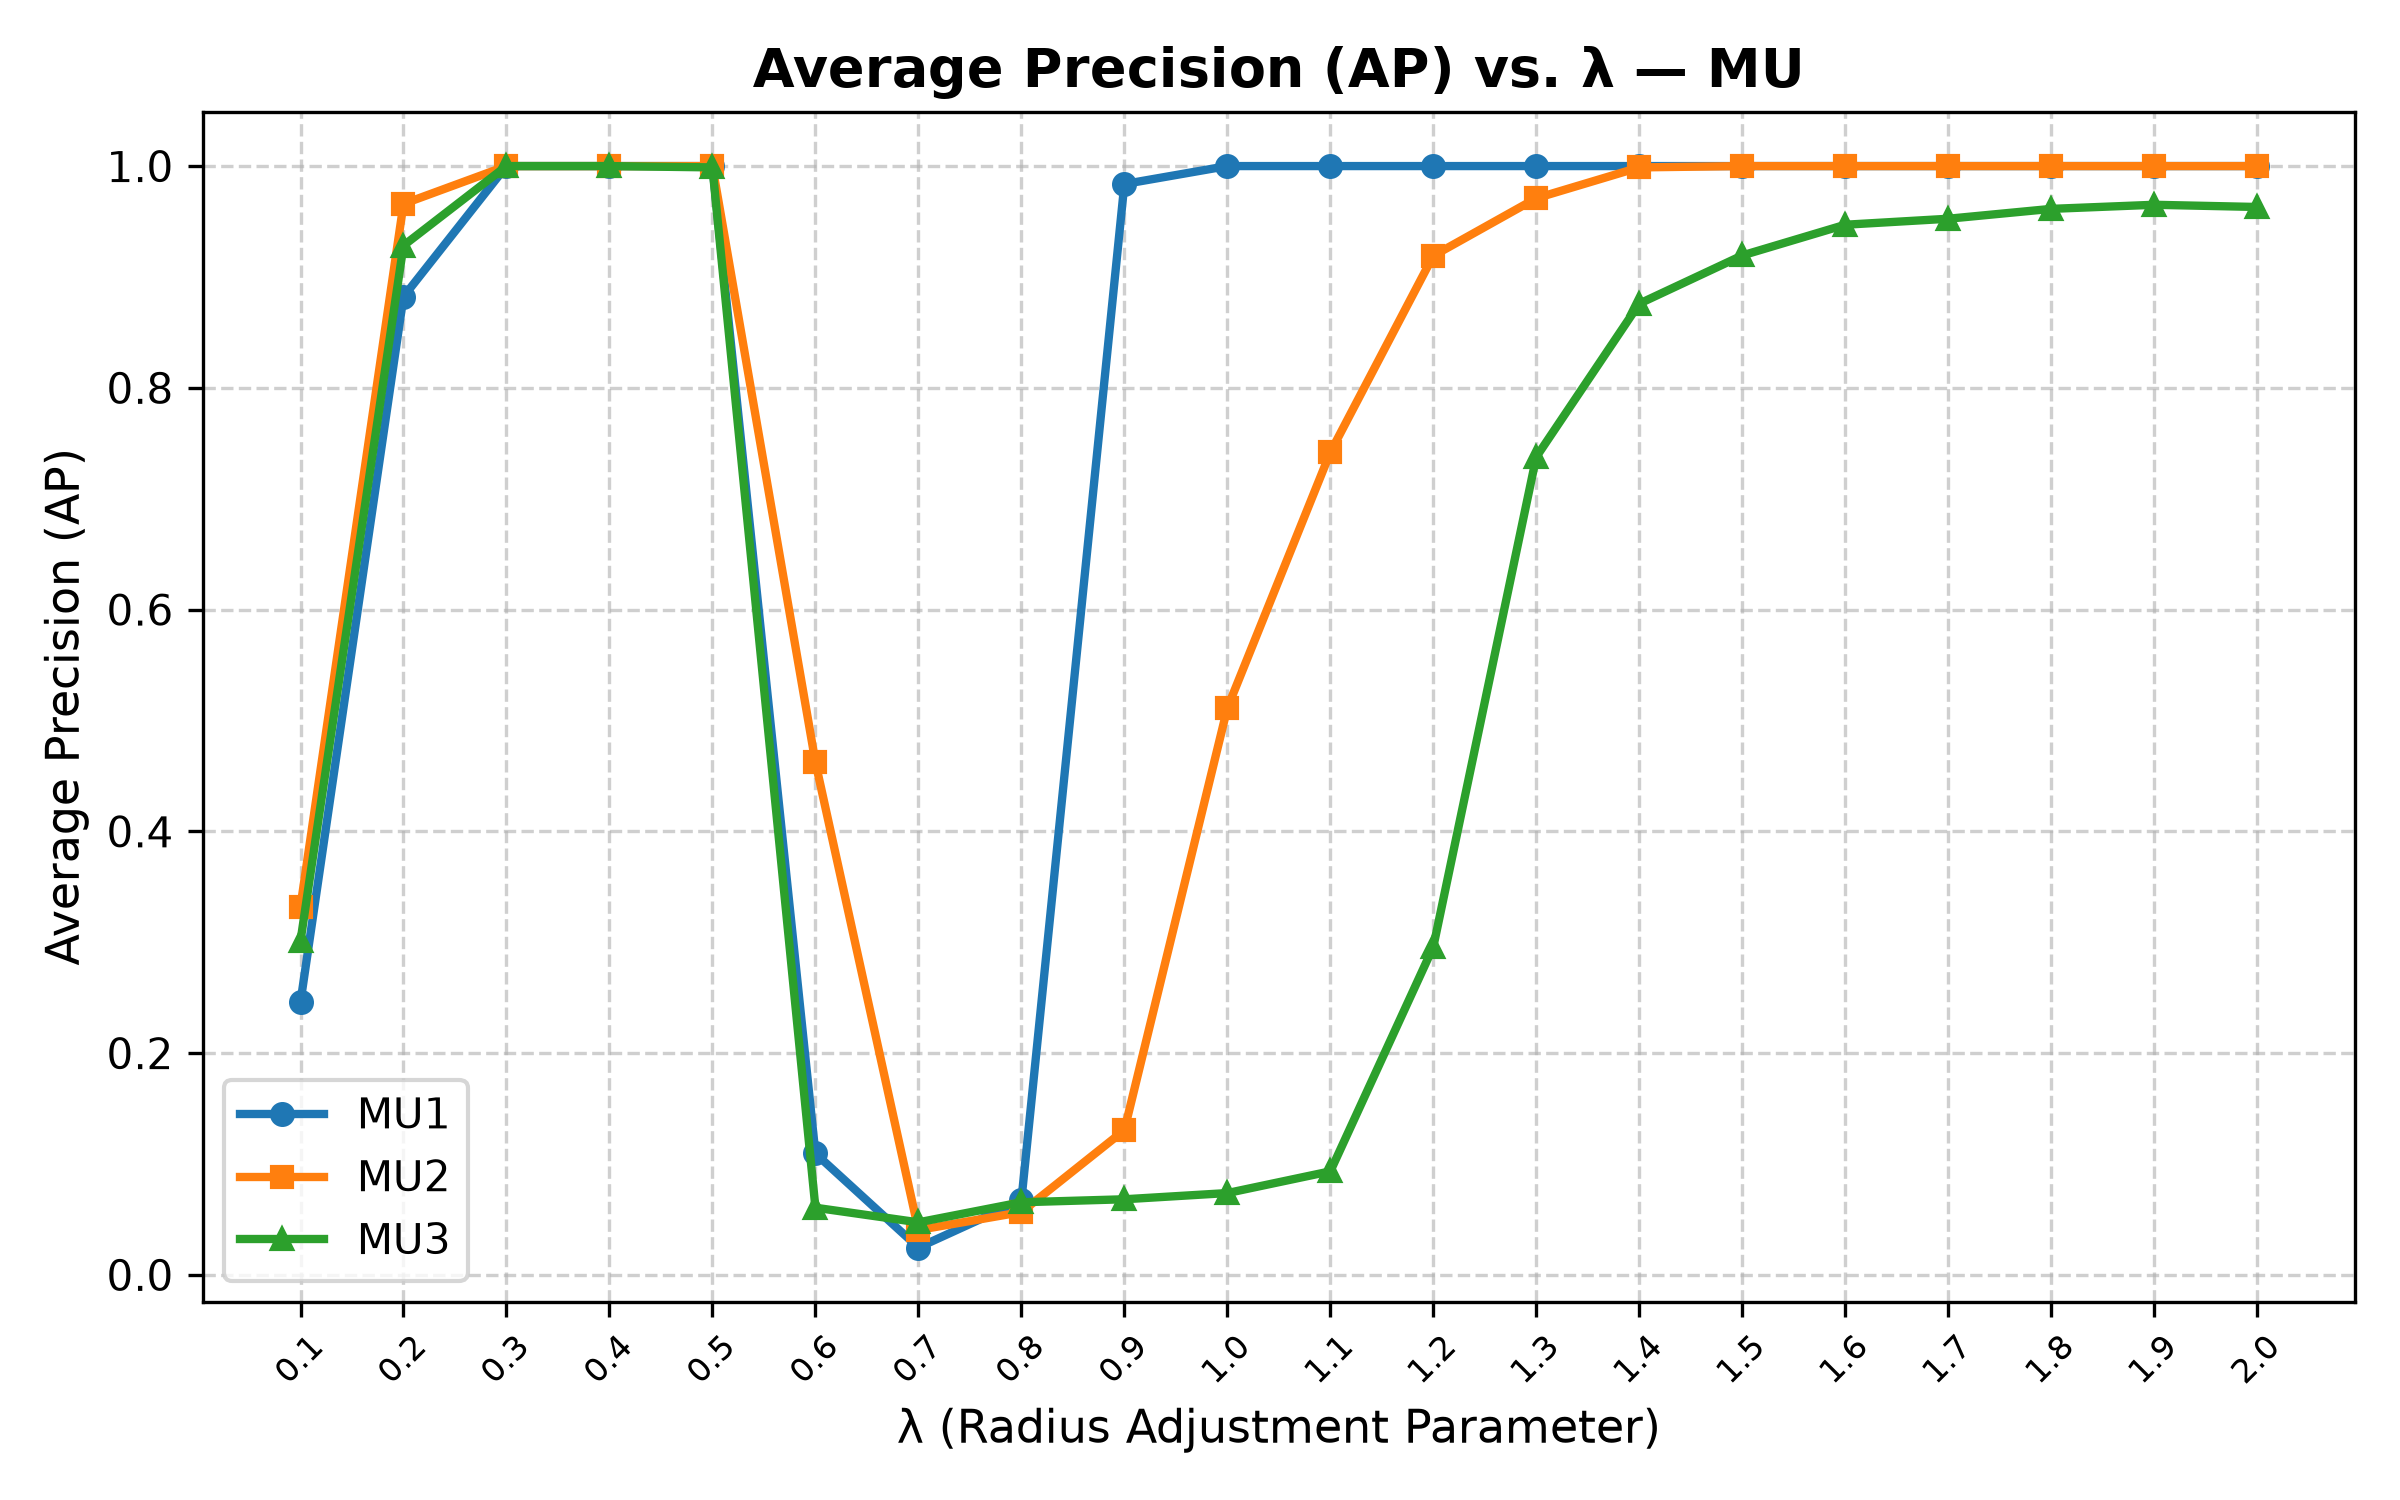 Average Precision (AP) vs. λ — MU
Average Precision (AP)
1.0
0.8
0.6
0.4
0.2
0.0
MU1
MU2
MU3
0.1 0.2 0.3 0.4 0.5 0.6 0.7 0.8 0.9 1.0 1.1 1.2 1.3 1.4 1.5 1.6 1.7 1.8 1.9 2.0
λ (Radius Adjustment Parameter)